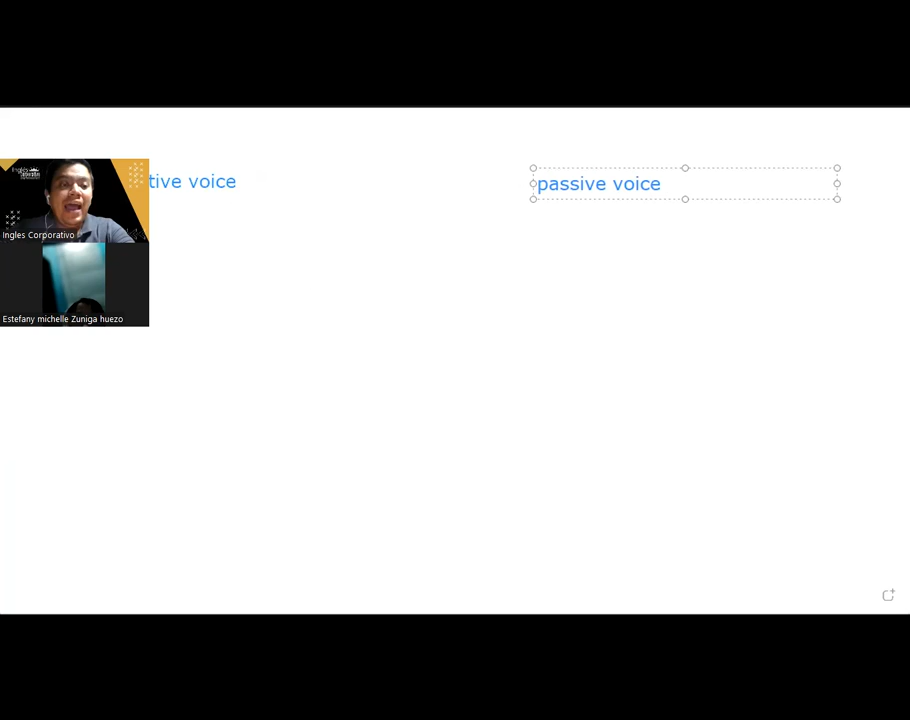 tive voice
passive voice
Ingles Corporativo
Estefany michelle Zuniga huezo